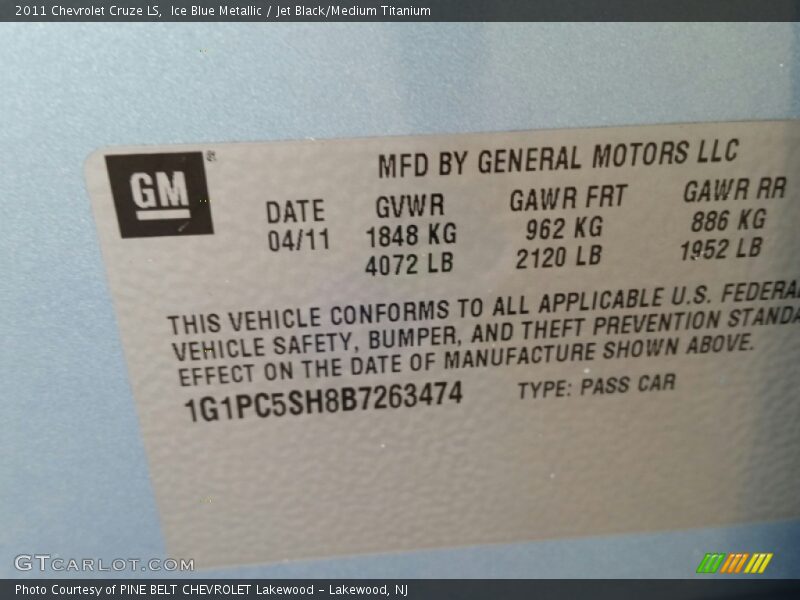 2011 Chevrolet Cruze LS,  Ice Blue Metallic / Jet Black/Medium Titanium
GM®
MFD BY GENERAL MOTORS LLC
DATE GVWR GAWR FRT GAWR RR
04/11 1848 KG 962 KG 886 KG
4072 LB 2120 LB 1952 LB
THIS VEHICLE CONFORMS TO ALL APPLICABLE U.S. FEDERAL
VEHICLE SAFETY, BUMPER, AND THEFT PREVENTION STANDA
EFFECT ON THE DATE OF MANUFACTURE SHOWN ABOVE.
1G1PC5SH8B7263474 TYPE: PASS CAR
GTCARLOT.COM
Photo Courtesy of PINE BELT CHEVROLET Lakewood - Lakewood, NJ